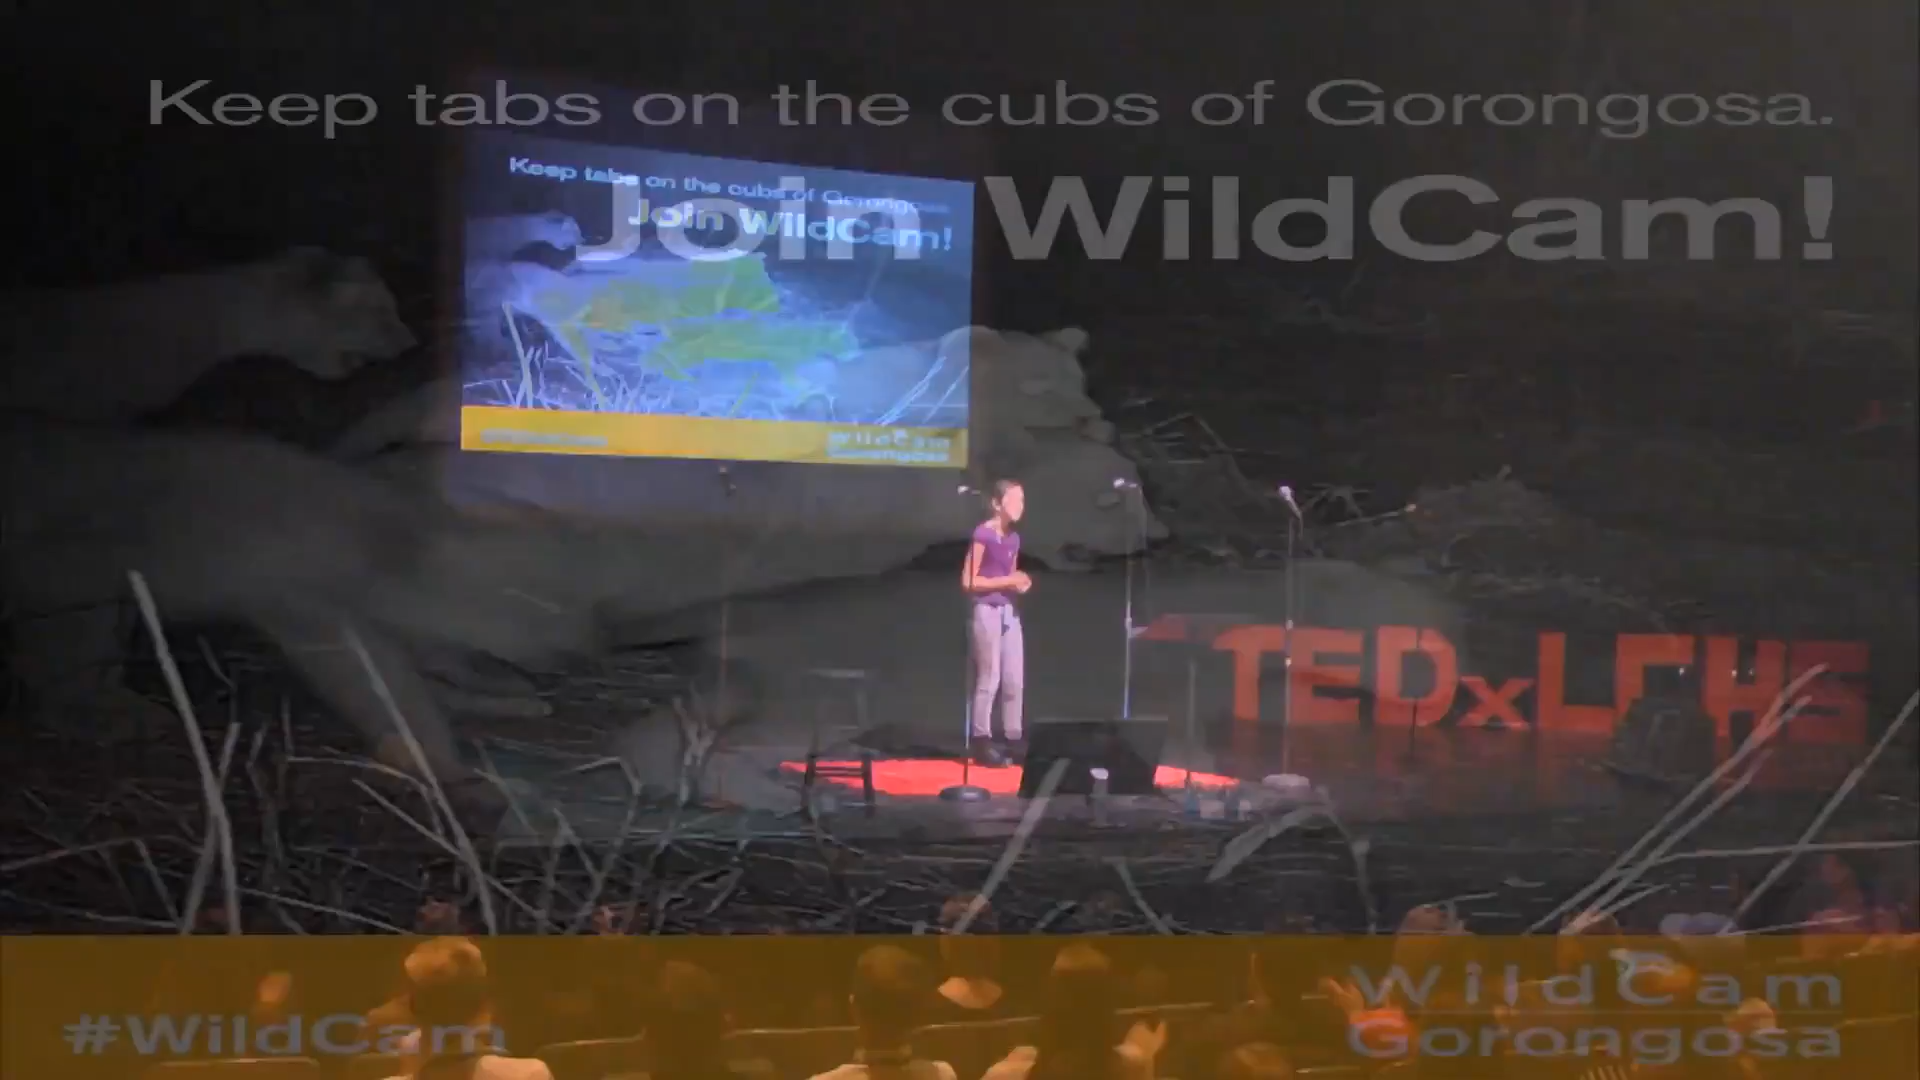 Keep tabs on the cubs of Gorongosa.
Join WildCam!
Keep tabs on the cubs of Gorongosa
Join WildCam!
WildCam
Gorongosa
TEDxLFHS
#WildCam
WildCam
Gorongosa